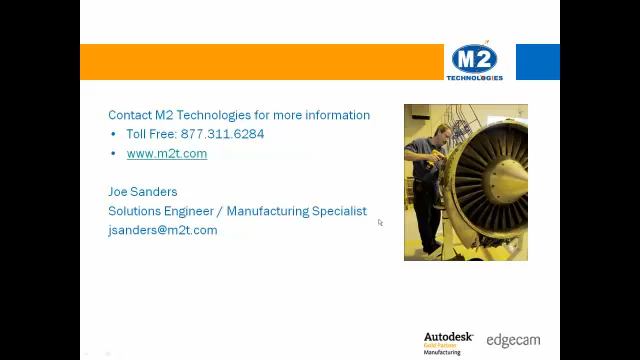 M2
TECHNOLOGIES
Contact M2 Technologies for more information
• Toll Free: 877.311.6284
• www.m2t.com
Joe Sanders
Solutions Engineer / Manufacturing Specialist
jsanders@m2t.com
Autodesk
Gold Partner
Manufacturing
edgecam